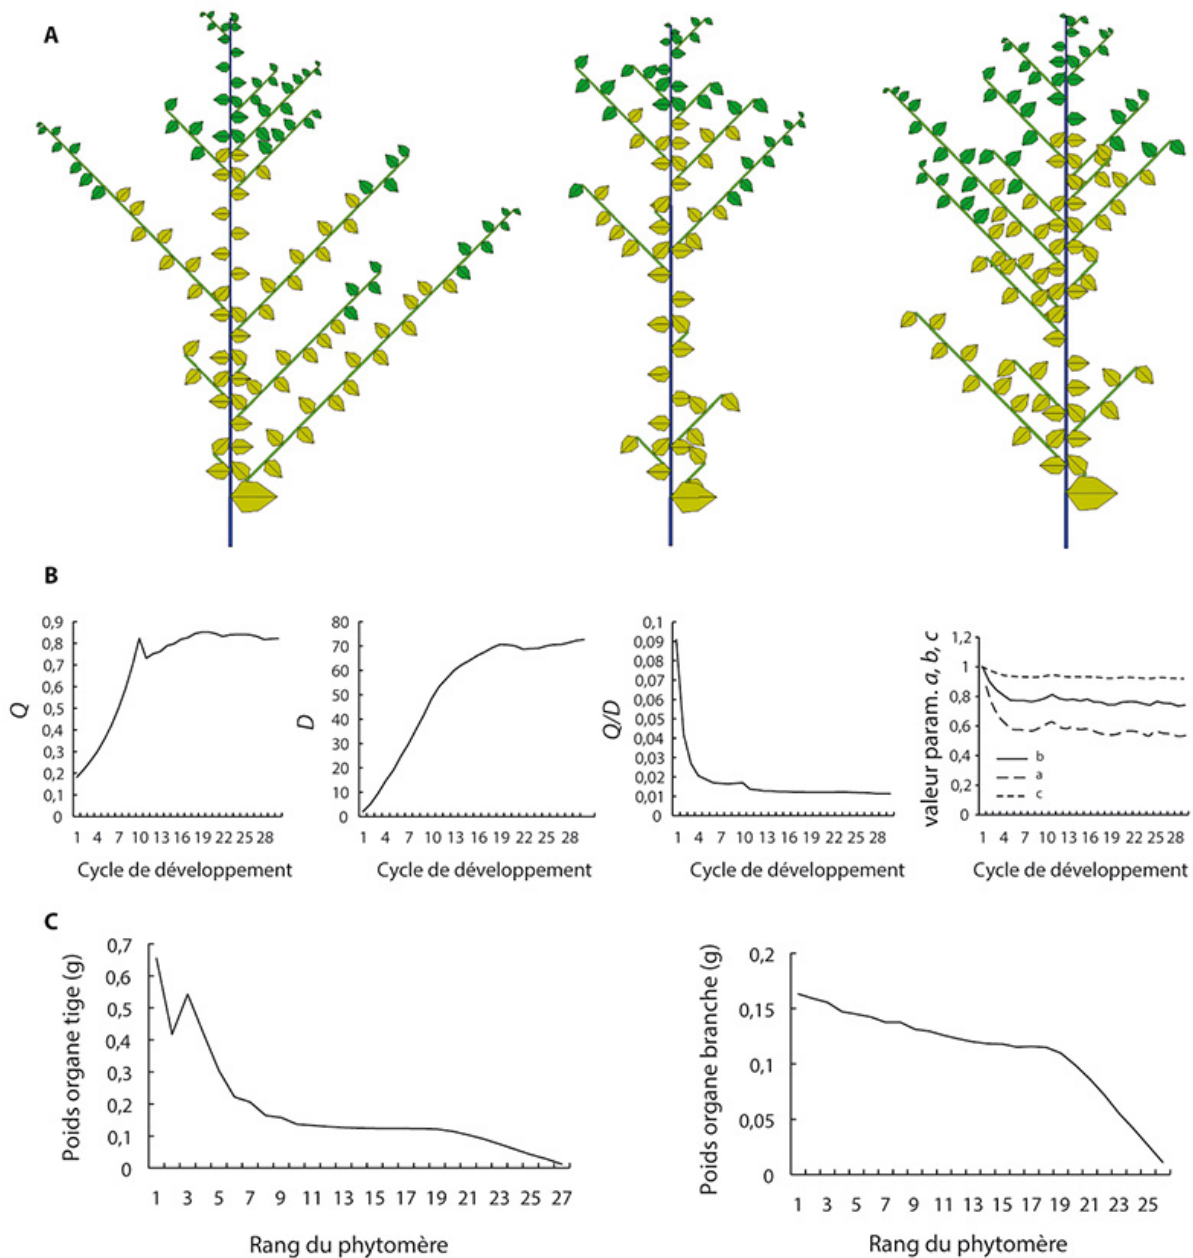 A
B
Q
0,9
0,8
0,7
0,6
0,5
0,4
0,3
0,2
0,1
0
1 4 7 10 13 16 19 22 25 28
Cycle de développement
D
80
70
60
50
40
30
20
10
0
1 4 7 10 13 16 19 22 25 28
Cycle de développement
Q/D
0,1
0,09
0,08
0,07
0,06
0,05
0,04
0,03
0,02
0,01
0
1 4 7 10 13 16 19 22 25 28
Cycle de développement
valeur param. a, b, c
1,2
1
0,8
0,6
0,4
0,2
0
b
a
c
1 4 7 10 13 16 19 22 25 28
Cycle de développement
C
Poids organe tige (g)
0,7
0,6
0,5
0,4
0,3
0,2
0,1
0
1 3 5 7 9 11 13 15 17 19 21 23 25 27
Rang du phytomère
Poids organe branche (g)
0,2
0,15
0,1
0,05
0
1 3 5 7 9 11 13 15 17 19 21 23 25
Rang du phytomère